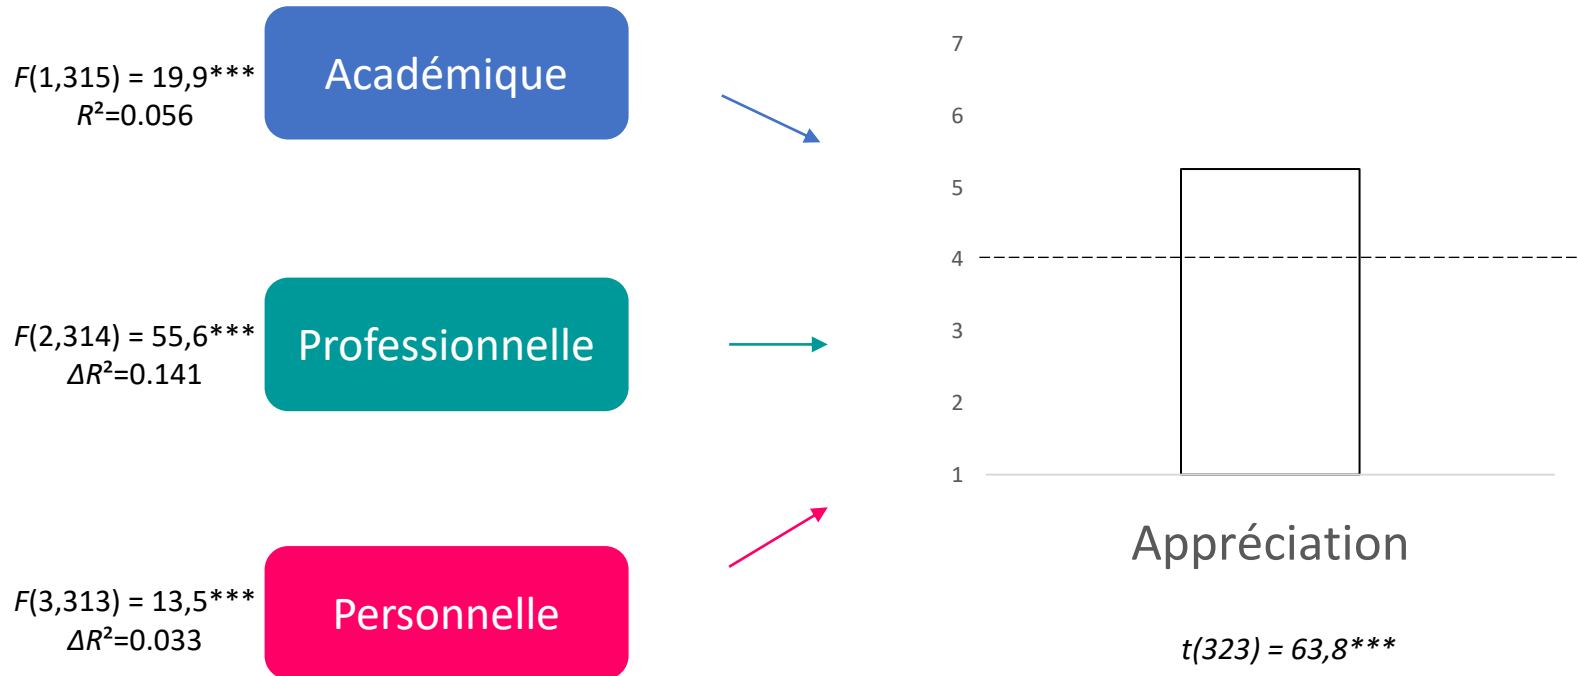 F(1,315) = 19,9***
R²=0.056
Académique
F(2,314) = 55,6***
ΔR²=0.141
Professionnelle
F(3,313) = 13,5***
ΔR²=0.033
Personnelle
7
6
5
4
3
2
1
Appréciation
t(323) = 63,8***